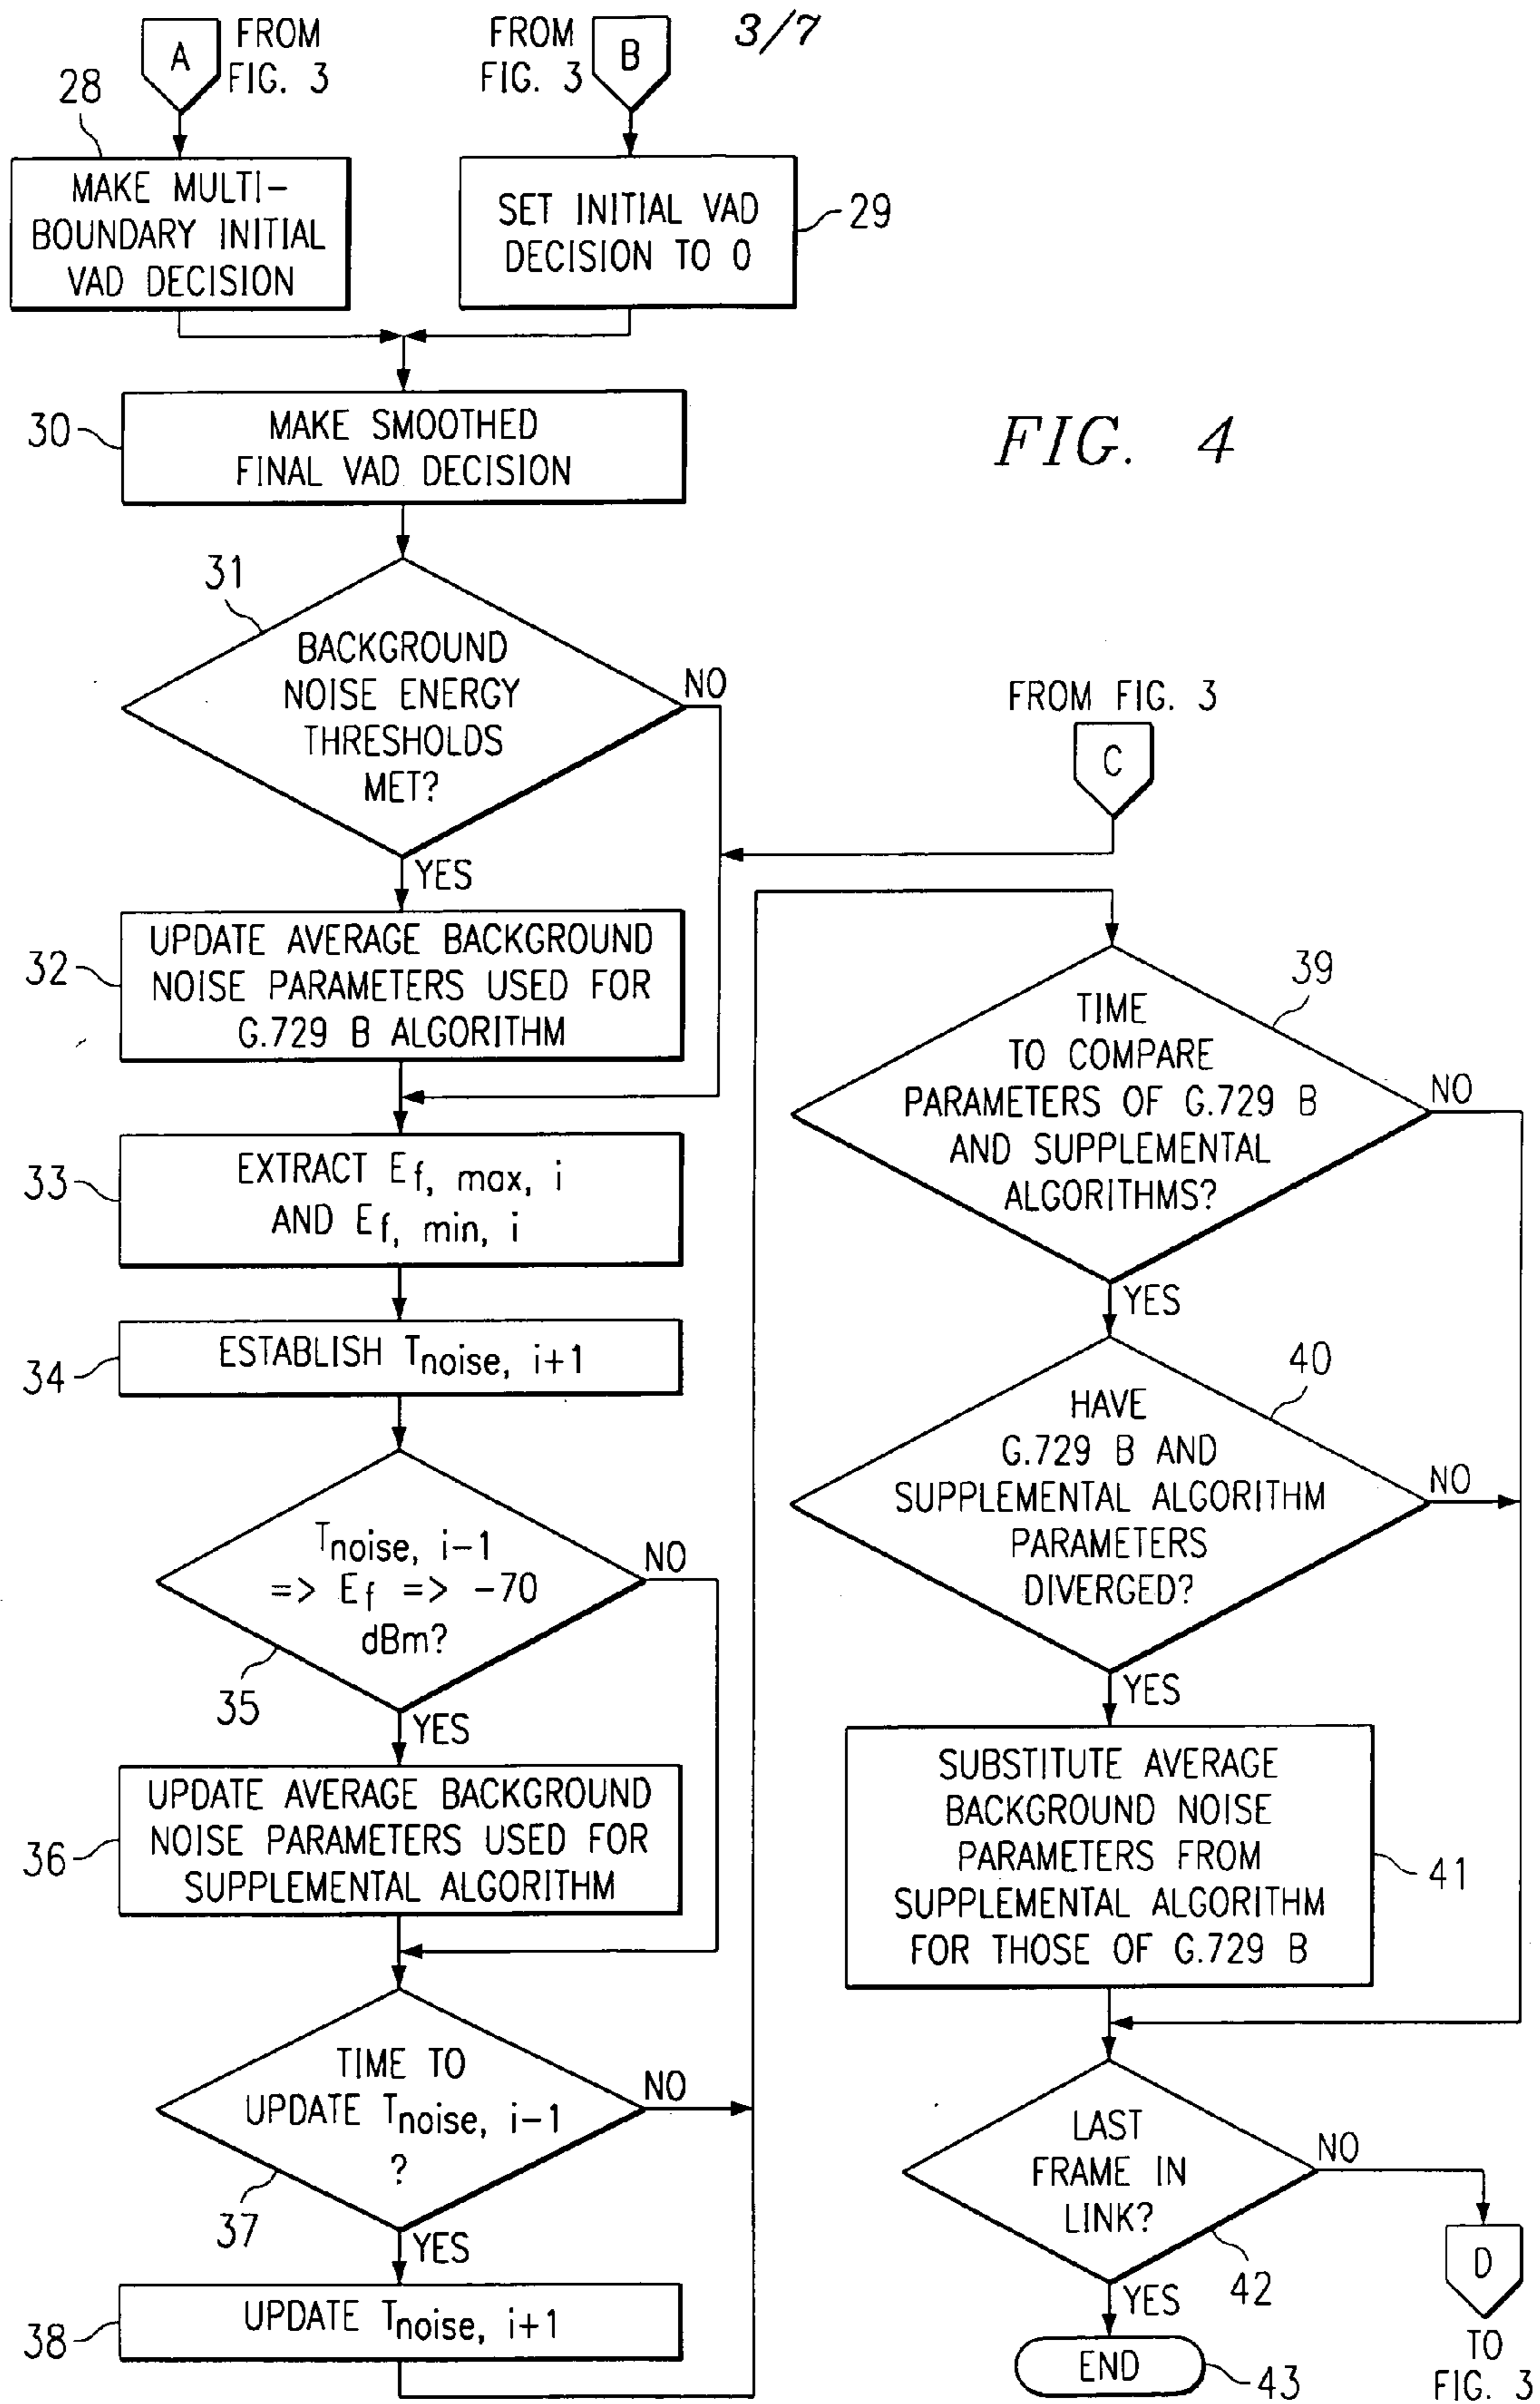 3/7
A
FROM
FIG. 3
FROM
FIG. 3
B
28
MAKE MULTI-
BOUNDARY INITIAL
VAD DECISION
SET INITIAL VAD
DECISION TO 0
29
30
MAKE SMOOTHED
FINAL VAD DECISION
FIG. 4
31
BACKGROUND
NOISE ENERGY
THRESHOLDS
MET?
NO
YES
32
UPDATE AVERAGE BACKGROUND
NOISE PARAMETERS USED FOR
G.729 B ALGORITHM
33
EXTRACT Ef, max, i
AND Ef, min, i
34
ESTABLISH Tnoise, i+1
Tnoise, i-1
=> Ef => -70
dBm?
NO
35
YES
36
UPDATE AVERAGE BACKGROUND
NOISE PARAMETERS USED FOR
SUPPLEMENTAL ALGORITHM
TIME TO
UPDATE Tnoise, i-1
?
NO
37
YES
38
UPDATE Tnoise, i+1
FROM FIG. 3
C
39
TIME
TO COMPARE
PARAMETERS OF G.729 B
AND SUPPLEMENTAL
ALGORITHMS?
NO
YES
40
HAVE
G.729 B AND
SUPPLEMENTAL ALGORITHM
PARAMETERS
DIVERGED?
NO
YES
SUBSTITUTE AVERAGE
BACKGROUND NOISE
PARAMETERS FROM
SUPPLEMENTAL ALGORITHM
FOR THOSE OF G.729 B
41
LAST
FRAME IN
LINK?
NO
42
YES
END
43
D
TO
FIG. 3